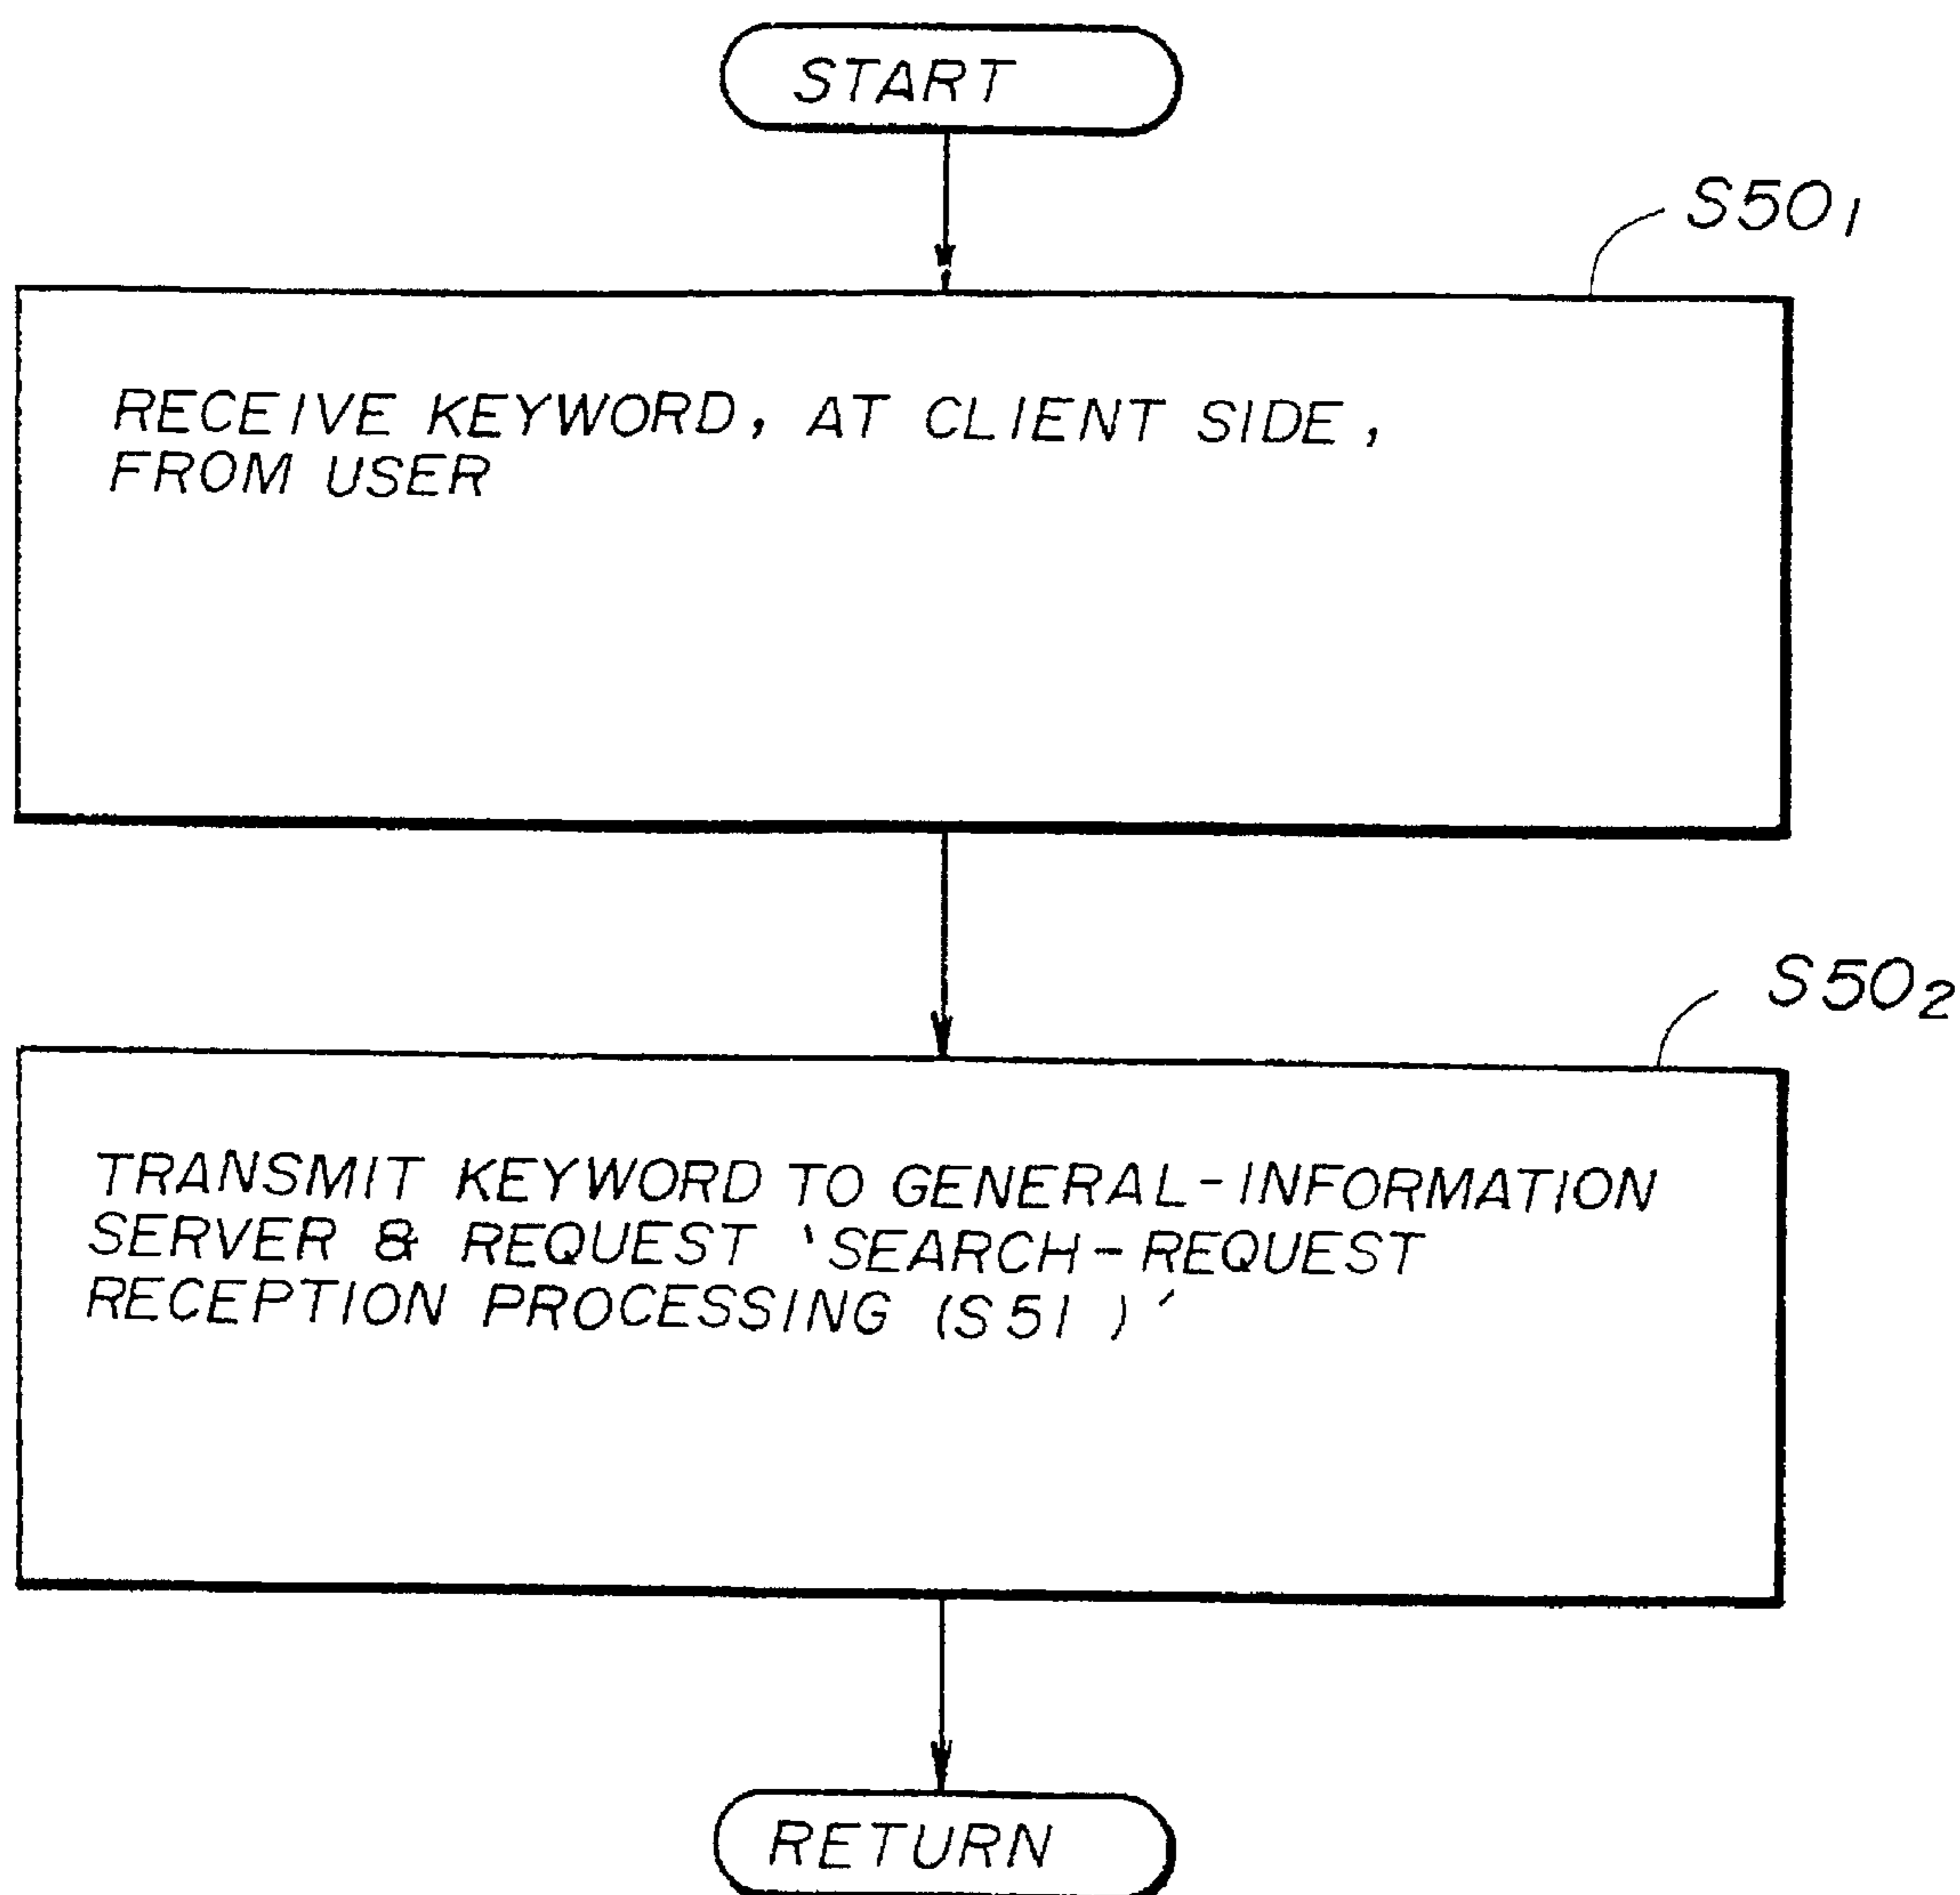 START
S50₁
RECEIVE KEYWORD, AT CLIENT SIDE,
FROM USER
S50₂
TRANSMIT KEYWORD TO GENERAL-INFORMATION
SERVER & REQUEST 'SEARCH-REQUEST
RECEPTION PROCESSING (S51 )'
RETURN